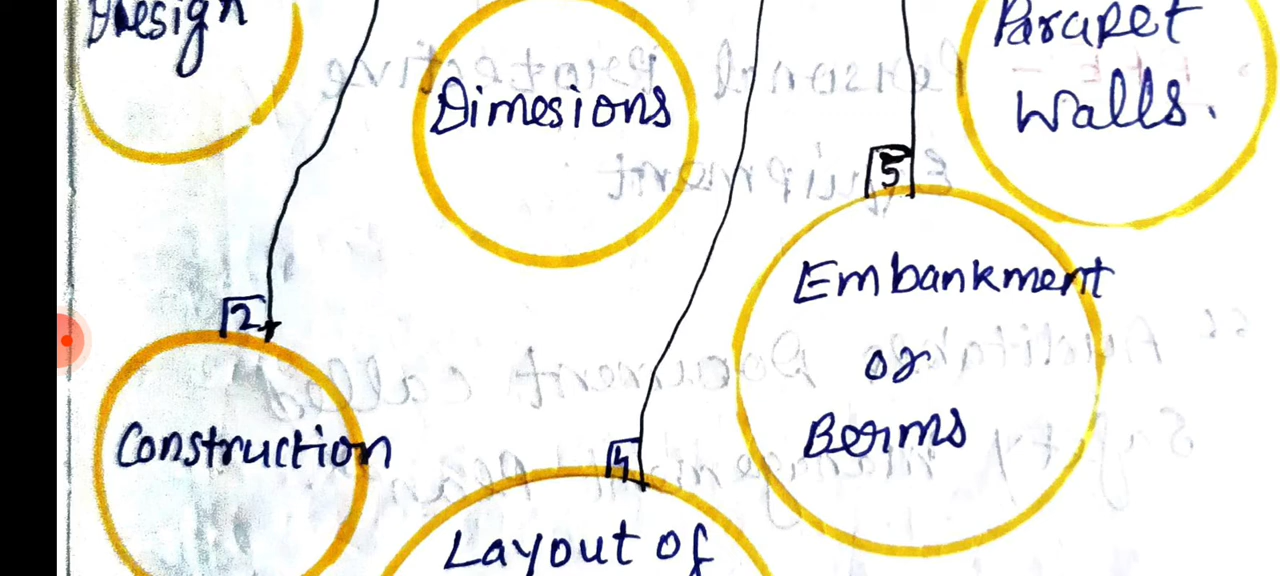 Design
Dimesions
Parapet
Walls.
5
Embankment
or
Berms
2
Construction
4
Layout of